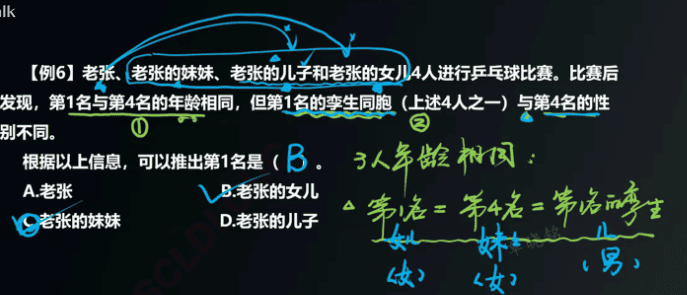 lk
【例6】老张、老张的妹妹、老张的儿子和老张的女儿4人进行乒乓球比赛。比赛后
发现，第1名与第4名的年龄相同，但第1名的孪生同胞（上述4人之一）与第4名的性
① ②
别不同。
根据以上信息，可以推出第1名是（ B ）。
3人年龄相同：
A.老张 B.老张的女儿
△ 第1名 = 第4名 = 第1名的孪生
C.老张的妹妹 D.老张的儿子
女儿 妹 儿
（女） （女） （男）